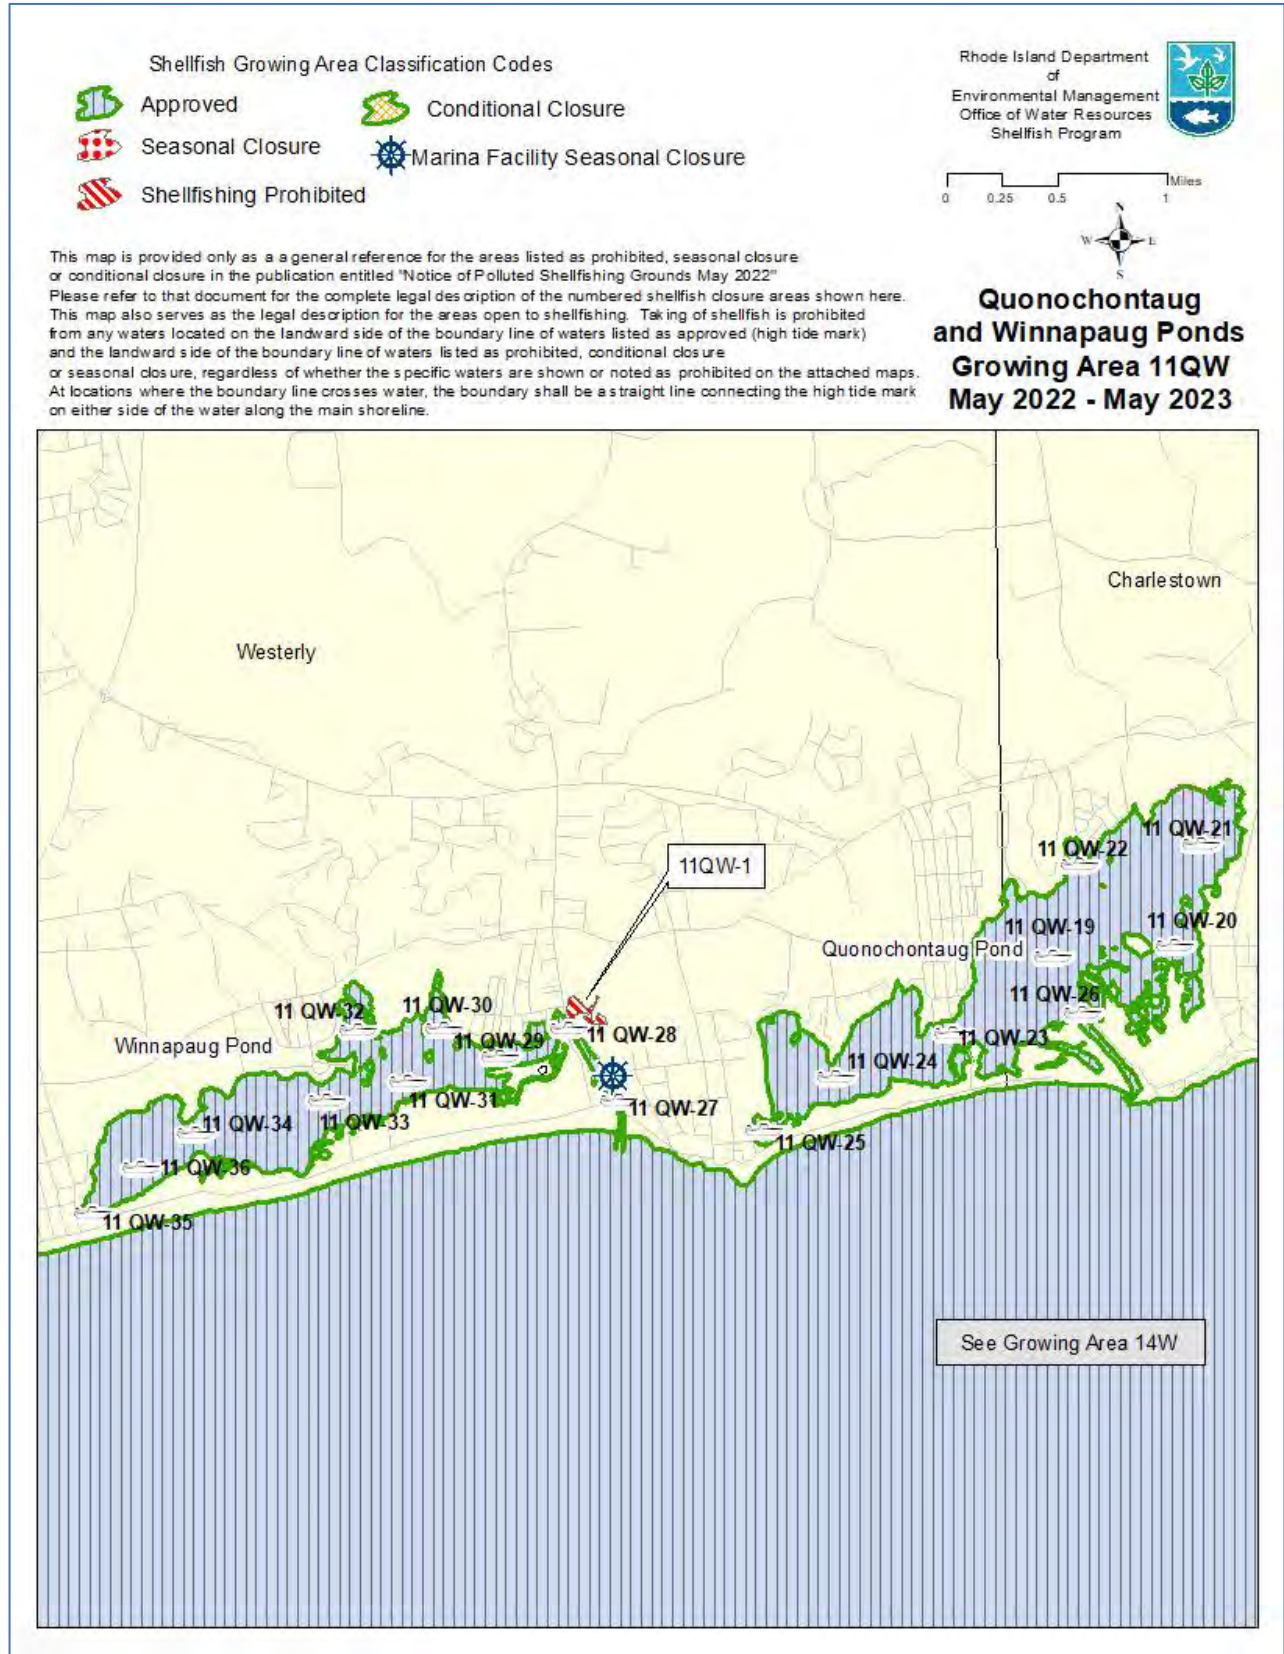 Shellfish Growing Area Classification Codes
Approved
Conditional Closure
Seasonal Closure
Marina Facility Seasonal Closure
Shellfishing Prohibited
Rhode Island Department
of
Environmental Management
Office of Water Resources
Shellfish Program
Miles
0 0.25 0.5 1
N
W E
S
This map is provided only as a a general reference for the areas listed as prohibited, seasonal closure
or conditional closure in the publication entitled "Notice of Polluted Shellfishing Grounds May 2022"
Please refer to that document for the complete legal description of the numbered shellfish closure areas shown here.
This map also serves as the legal description for the areas open to shellfishing. Taking of shellfish is prohibited
from any waters located on the landward side of the boundary line of waters listed as approved (high tide mark)
and the landward side of the boundary line of waters listed as prohibited, conditional closure
or seasonal closure, regardless of whether the specific waters are shown or noted as prohibited on the attached maps.
At locations where the boundary line crosses water, the boundary shall be a straight line connecting the high tide mark
on either side of the water along the main shoreline.
Quonochontaug
and Winnapaug Ponds
Growing Area 11QW
May 2022 - May 2023
Charlestown
Westerly
11 QW-21
11 QW-22
11QW-1
11 QW-20
11 QW-19
Quonochontaug Pond
11 QW-26
11 QW-30
11 QW-32
11 QW-28
11 QW-23
11 QW-29
Winnapaug Pond
11 QW-24
11 QW-31
11 QW-27
11 QW-33
11 QW-34
11 QW-25
11 QW-36
11 QW-35
See Growing Area 14W